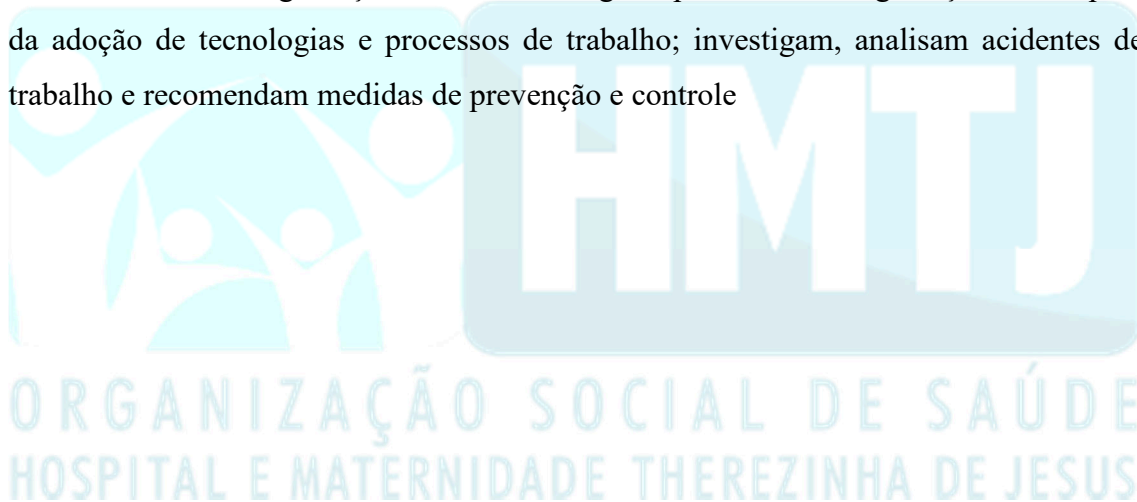 da adoção de tecnologias e processos de trabalho; investigam, analisam acidentes de
trabalho e recomendam medidas de prevenção e controle
HMTJ
ORGANIZAÇÃO SOCIAL DE SAÚDE
HOSPITAL E MATERNIDADE THEREZINHA DE JESUS